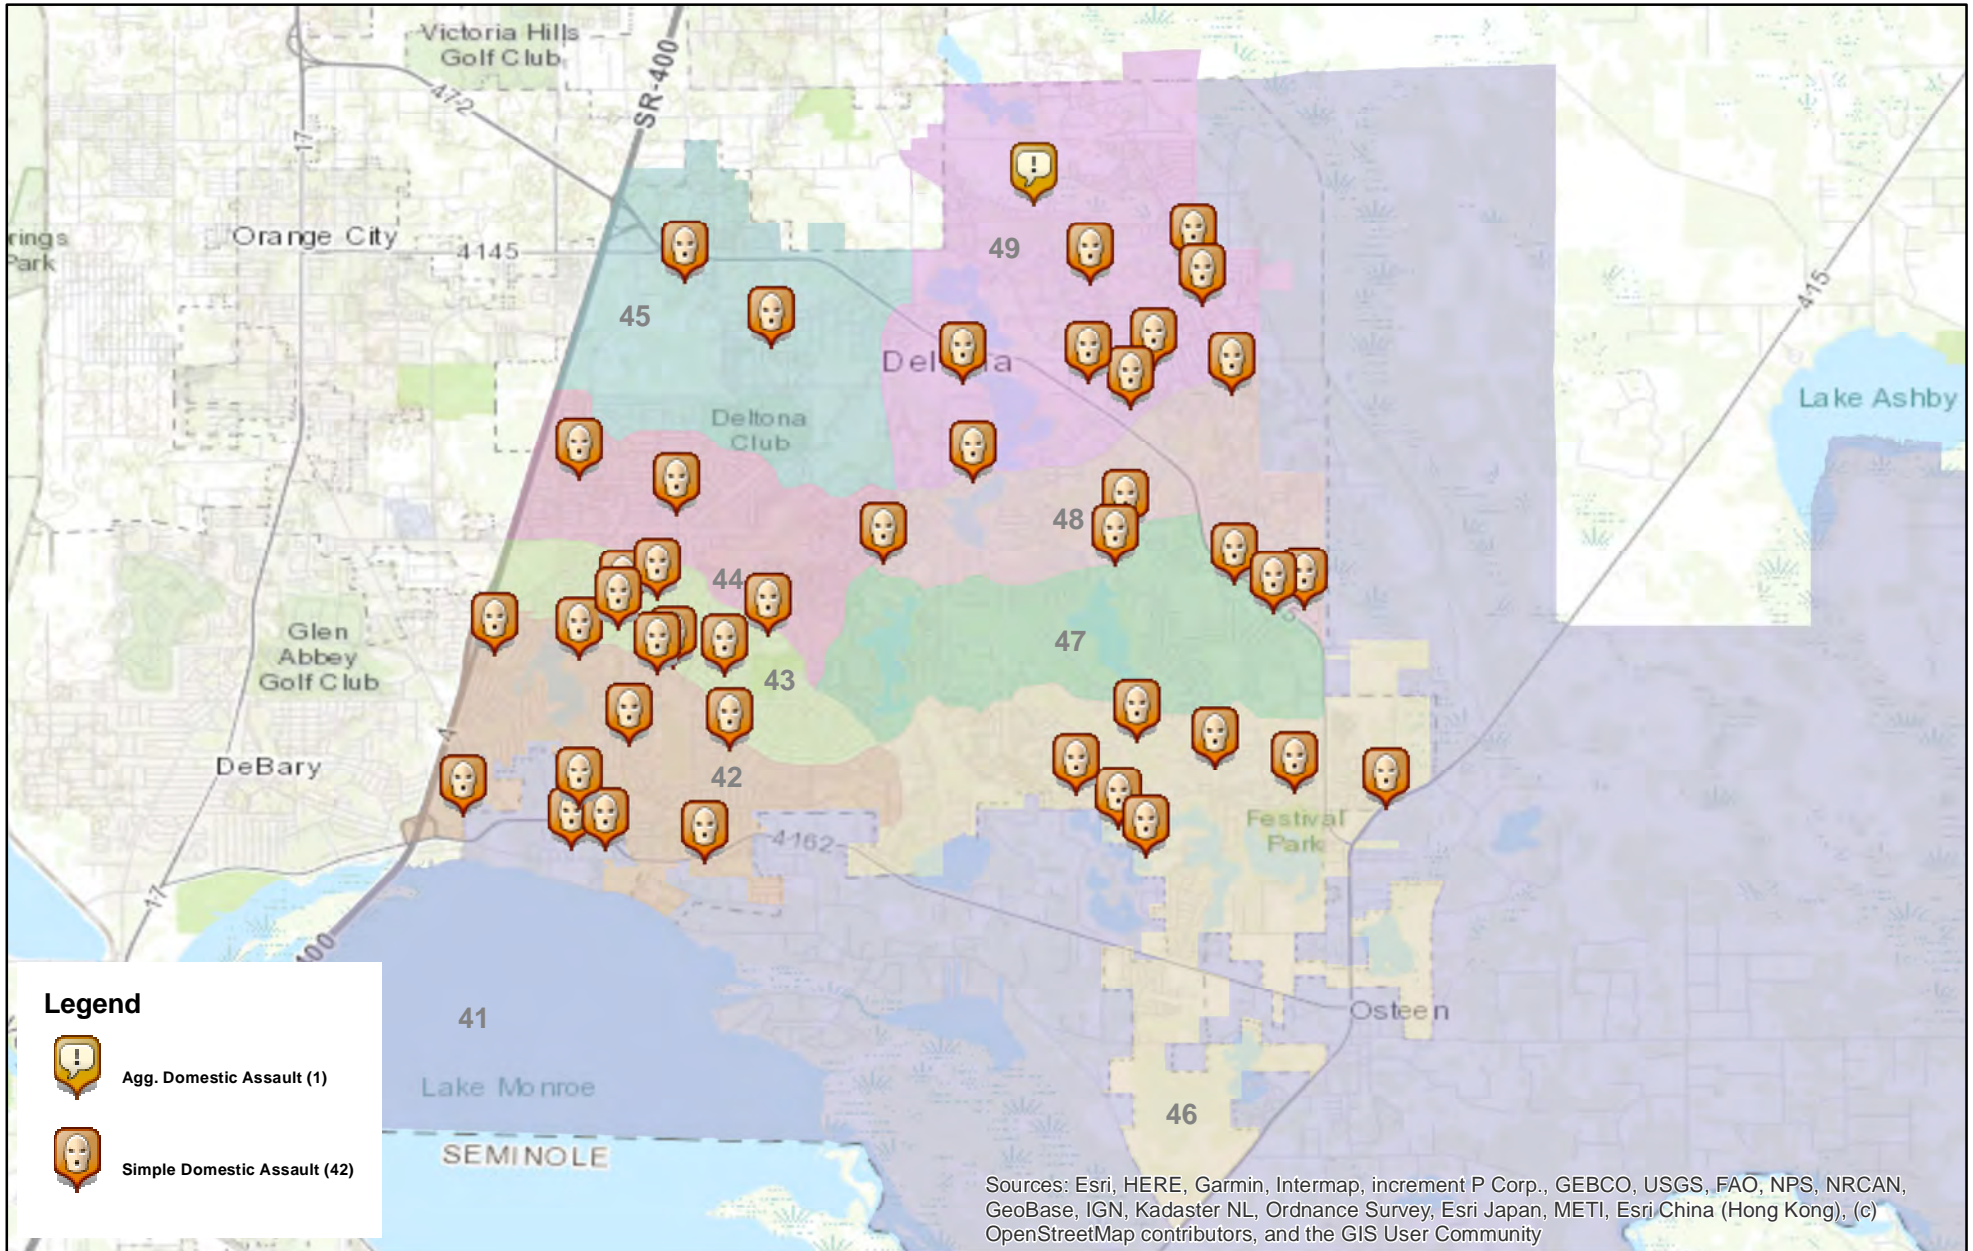 Victoria Hills
Golf Club
SR-400
472
17
Orange City
4145
rings
Park
49
45
415
Deltona
Club
Lake Ashby
48
44
Glen
Abbey
Golf Club
47
43
4
DeBary
42
4162
Festival
Park
17
400
Osteen
41
Lake Monroe
46
SEMINOLE
Legend
Agg. Domestic Assault (1)
Simple Domestic Assault (42)
Sources: Esri, HERE, Garmin, Intermap, increment P Corp., GEBCO, USGS, FAO, NPS, NRCAN,
GeoBase, IGN, Kadaster NL, Ordnance Survey, Esri Japan, METI, Esri China (Hong Kong), (c)
OpenStreetMap contributors, and the GIS User Community